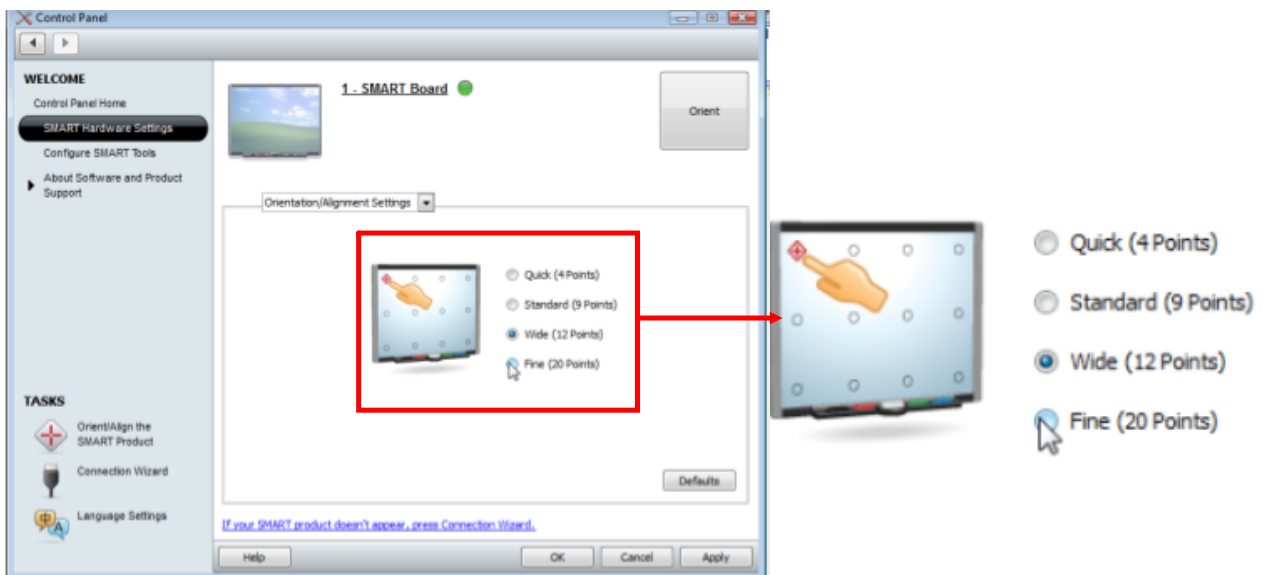 Control Panel
WELCOME
Control Panel Home
SMART Hardware Settings
Configure SMART Tools
About Software and Product
Support
TASKS
Orient/Align the
SMART Product
Connection Wizard
Language Settings
1 - SMART Board
Orient
Orientation/Alignment Settings
Quick (4 Points)
Standard (9 Points)
Wide (12 Points)
Fine (20 Points)
Defaults
If your SMART product doesn't appear, press Connection Wizard.
Help
OK
Cancel
Apply
Quick (4 Points)
Standard (9 Points)
Wide (12 Points)
Fine (20 Points)